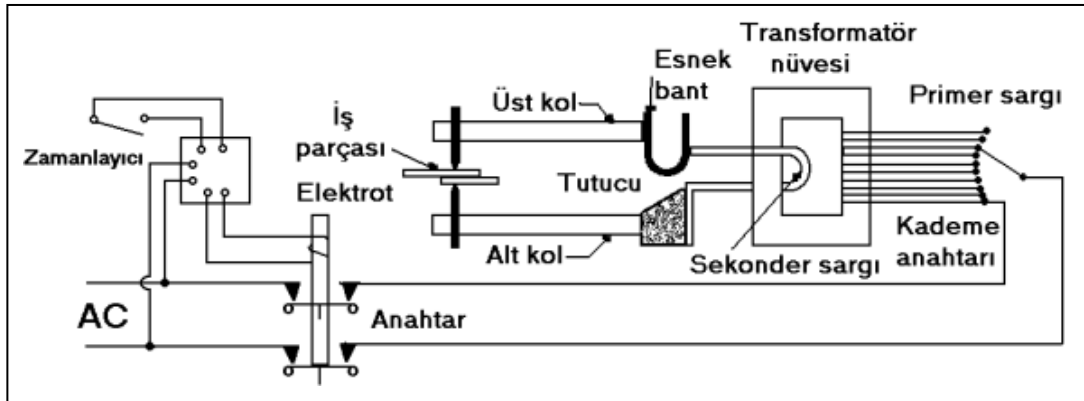 Transformatör
nüvesi
Esnek
bant
Primer sargı
Üst kol
İş
parçası
Zamanlayıcı
Elektrot
Tutucu
Kademe
anahtarı
Alt kol
Sekonder sargı
AC
Anahtar